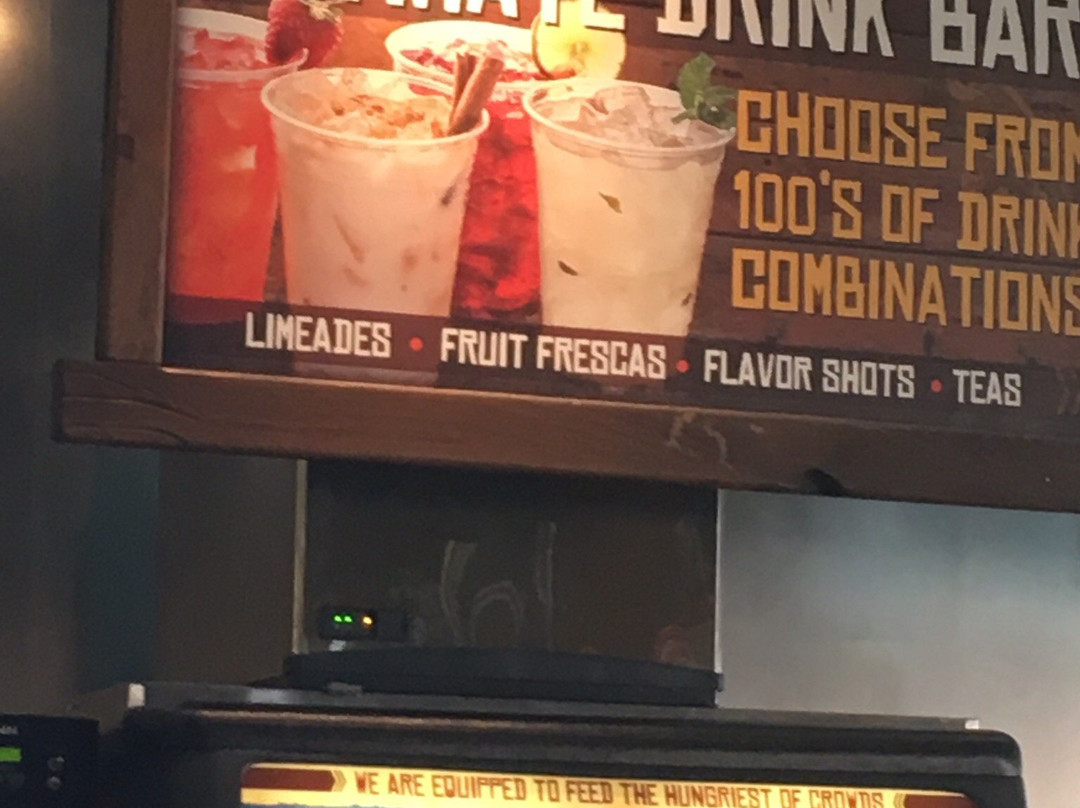 DRINK BAR
CHOOSE FROM
100'S OF DRINK
COMBINATIONS
LIMEADES • FRUIT FRESCAS • FLAVOR SHOTS • TEAS
WE ARE EQUIPPED TO FEED THE HUNGRIEST OF CROWDS